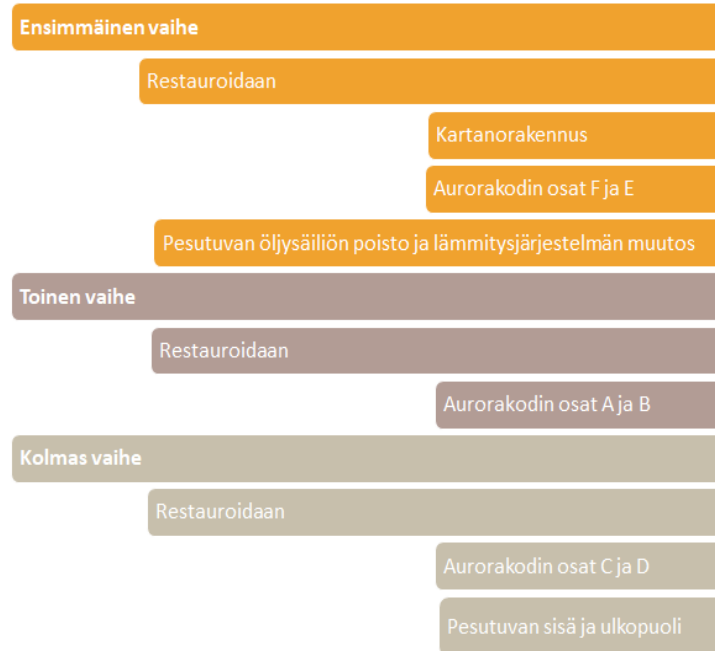 Ensimmäinen vaihe
Restauroidaan
Kartanorakennus
Aurorakodin osat F ja E
Pesutuvan öljysäiliön poisto ja lämmitysjärjestelmän muutos
Toinen vaihe
Restauroidaan
Aurorakodin osat A ja B
Kolmas vaihe
Restauroidaan
Aurorakodin osat C ja D
Pesutuvan sisä ja ulkopuoli